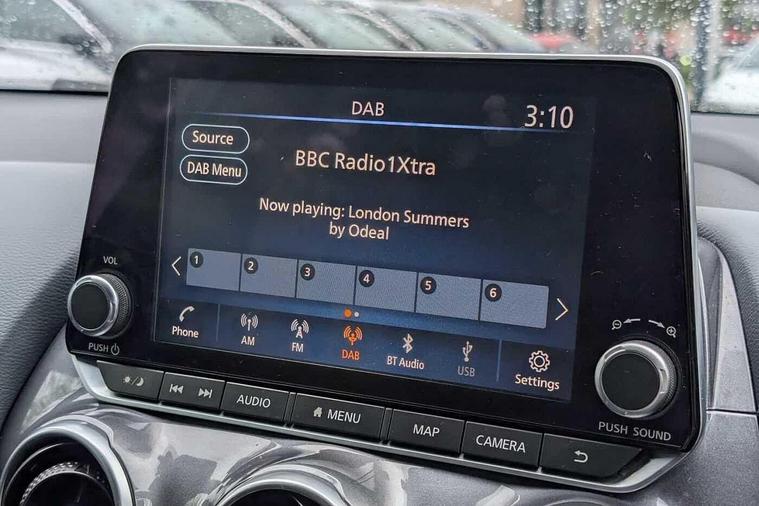 DAB
3:10
Source
BBC Radio1Xtra
DAB Menu
Now playing: London Summers
by Odeal
1 2 3 4 5 6
VOL
PUSH
Phone
AM
FM
DAB
BT Audio
USB
Settings
PUSH SOUND
AUDIO
MENU
MAP
CAMERA